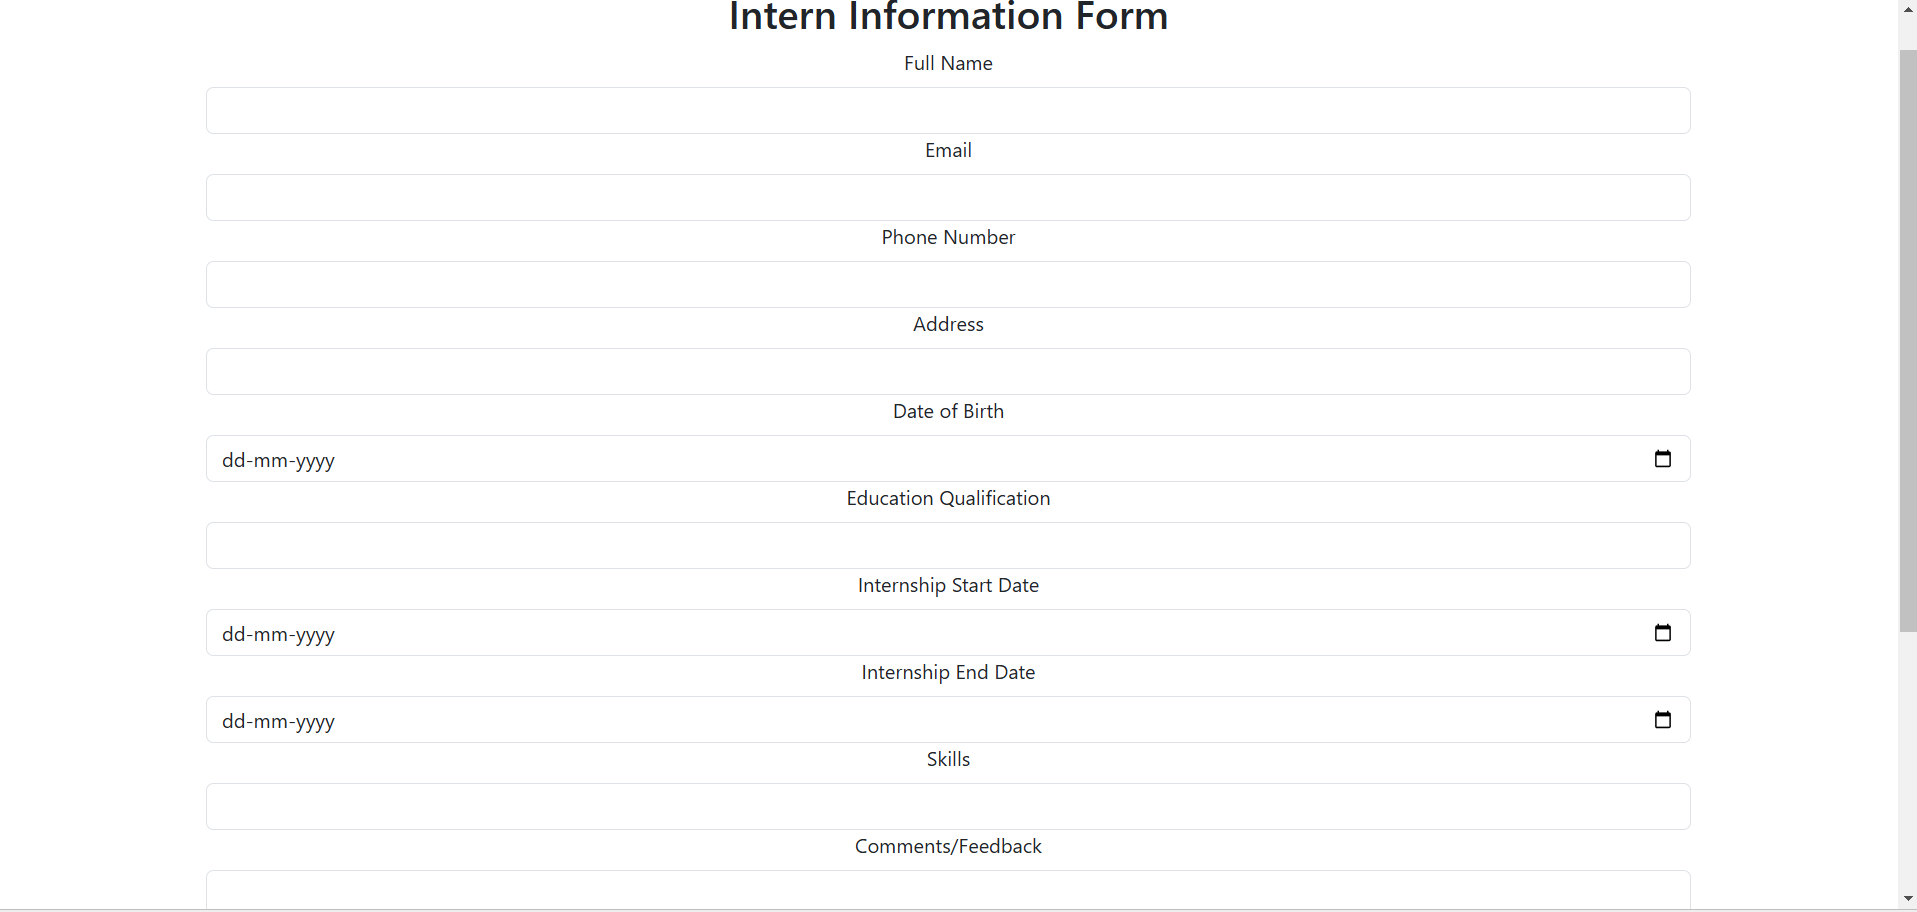 Intern Information Form
Full Name
Email
Phone Number
Address
Date of Birth
dd-mm-yyyy
Education Qualification
Internship Start Date
dd-mm-yyyy
Internship End Date
dd-mm-yyyy
Skills
Comments/Feedback